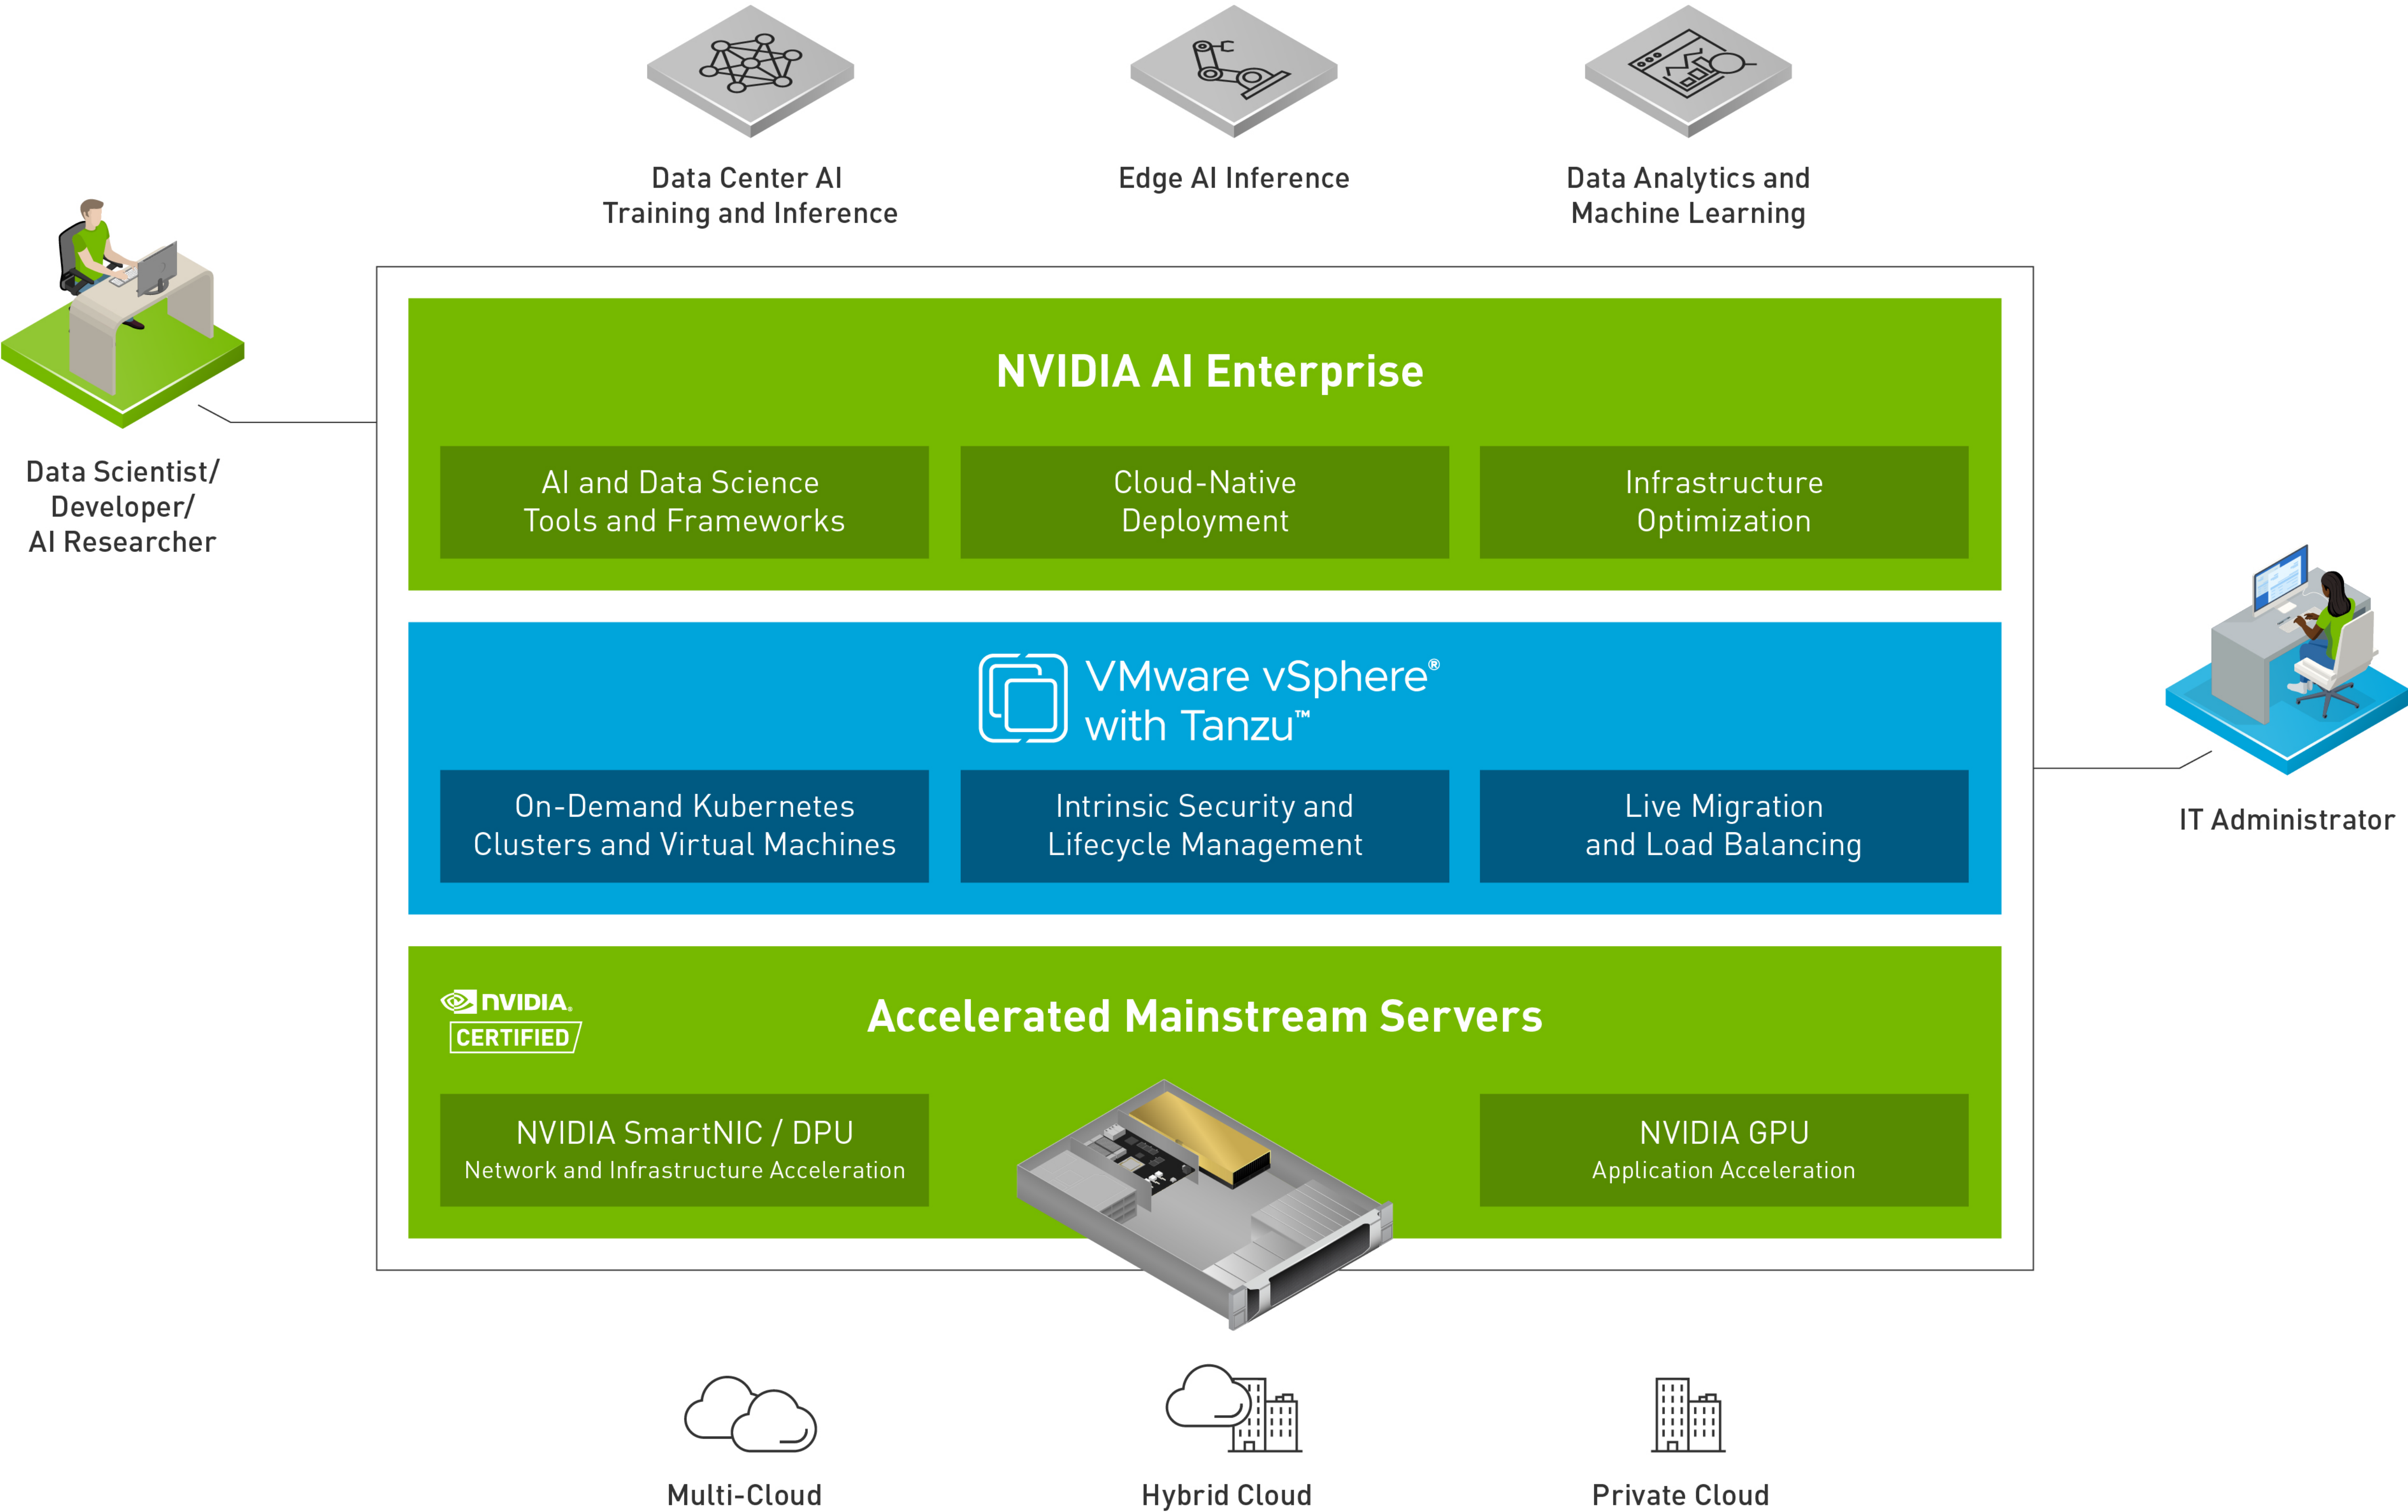 Data Center AI
Training and Inference
Edge AI Inference
Data Analytics and
Machine Learning
Data Scientist/
Developer/
AI Researcher
NVIDIA AI Enterprise
AI and Data Science
Tools and Frameworks
Cloud-Native
Deployment
Infrastructure
Optimization
VMware vSphere®
with Tanzu™
On-Demand Kubernetes
Clusters and Virtual Machines
Intrinsic Security and
Lifecycle Management
Live Migration
and Load Balancing
IT Administrator
NVIDIA.
CERTIFIED
Accelerated Mainstream Servers
NVIDIA SmartNIC / DPU
Network and Infrastructure Acceleration
NVIDIA GPU
Application Acceleration
Multi-Cloud
Hybrid Cloud
Private Cloud